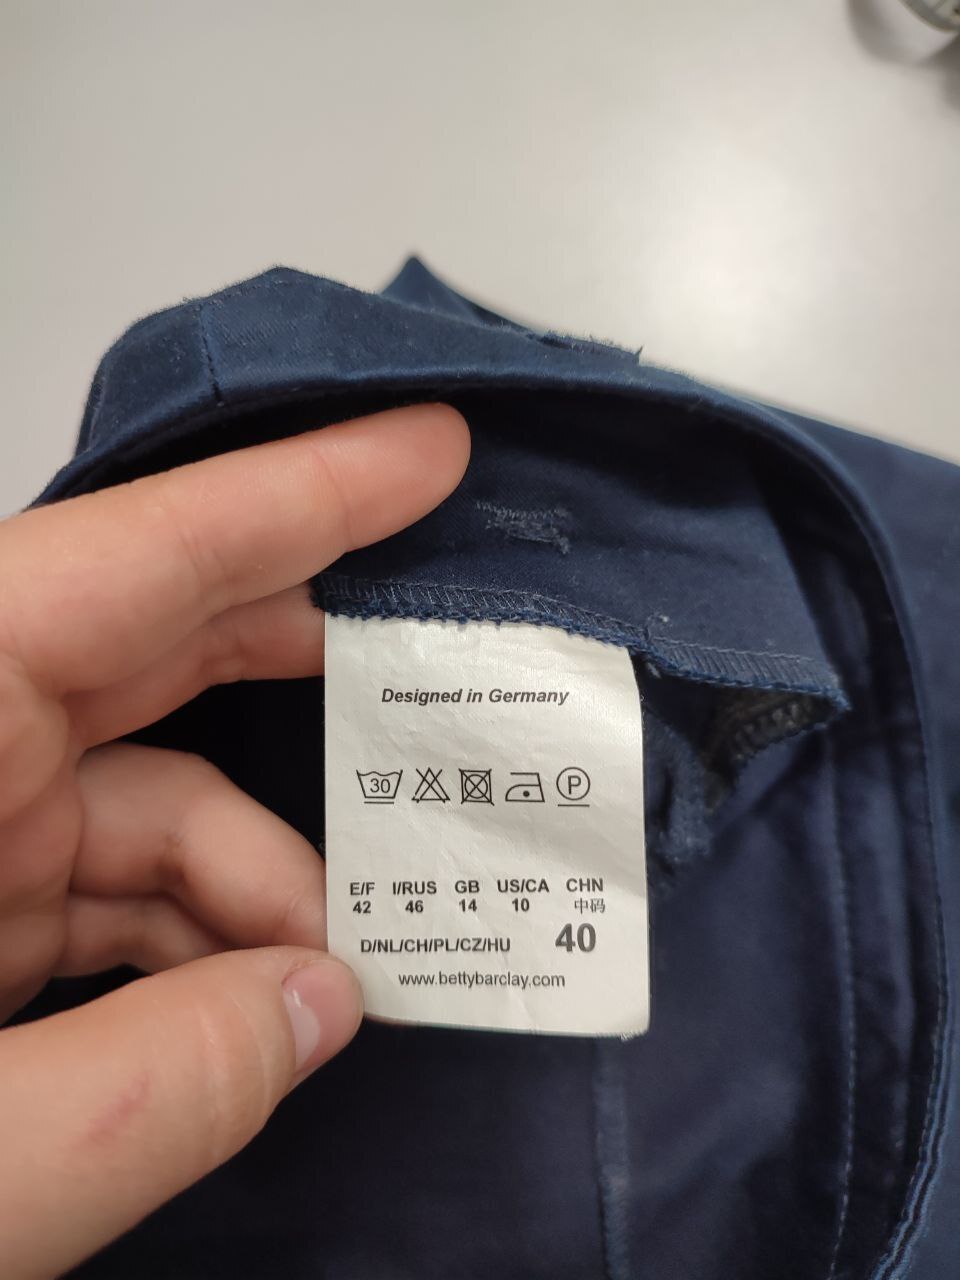 Designed in Germany
30 P
E/F I/RUS GB US/CA CHN
42 46 14 10 中码
D/NL/CH/PL/CZ/HU 40
www.bettybarclay.com